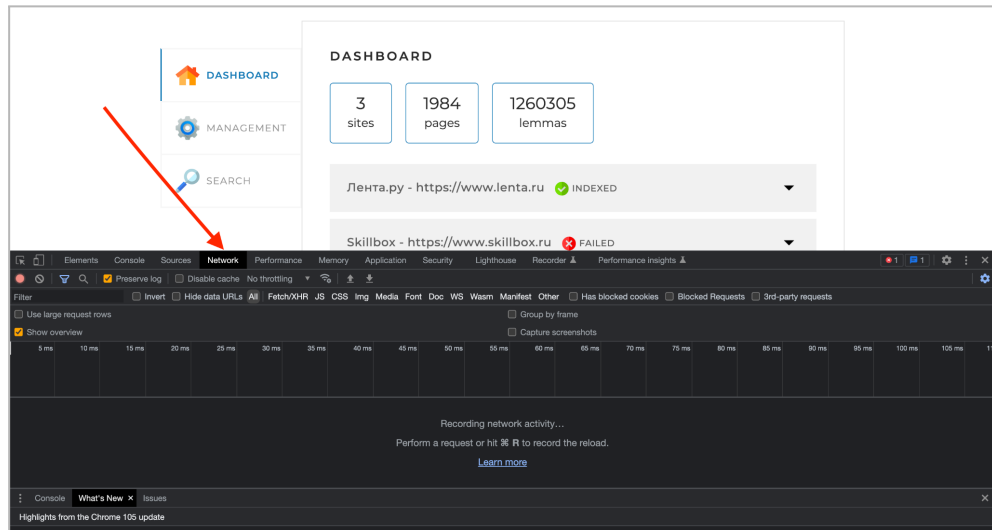 DASHBOARD
MANAGEMENT
SEARCH
DASHBOARD
3
sites
1984
pages
1260305
lemmas
Лента.ру - https://www.lenta.ru INDEXED
Skillbox - https://www.skillbox.ru FAILED
Elements Console Sources Network Performance Memory Application Security Lighthouse Recorder Performance insights 1 1
Preserve log Disable cache No throttling
Filter Invert Hide data URLs All Fetch/XHR JS CSS Img Media Font Doc WS Wasm Manifest Other Has blocked cookies Blocked Requests 3rd-party requests
Use large request rows Group by frame
Show overview Capture screenshots
5 ms 10 ms 15 ms 20 ms 25 ms 30 ms 35 ms 40 ms 45 ms 50 ms 55 ms 60 ms 65 ms 70 ms 75 ms 80 ms 85 ms 90 ms 95 ms 100 ms 105 ms
Recording network activity…
Perform a request or hit ⌘ R to record the reload.
Learn more
Console What's New × Issues
Highlights from the Chrome 105 update